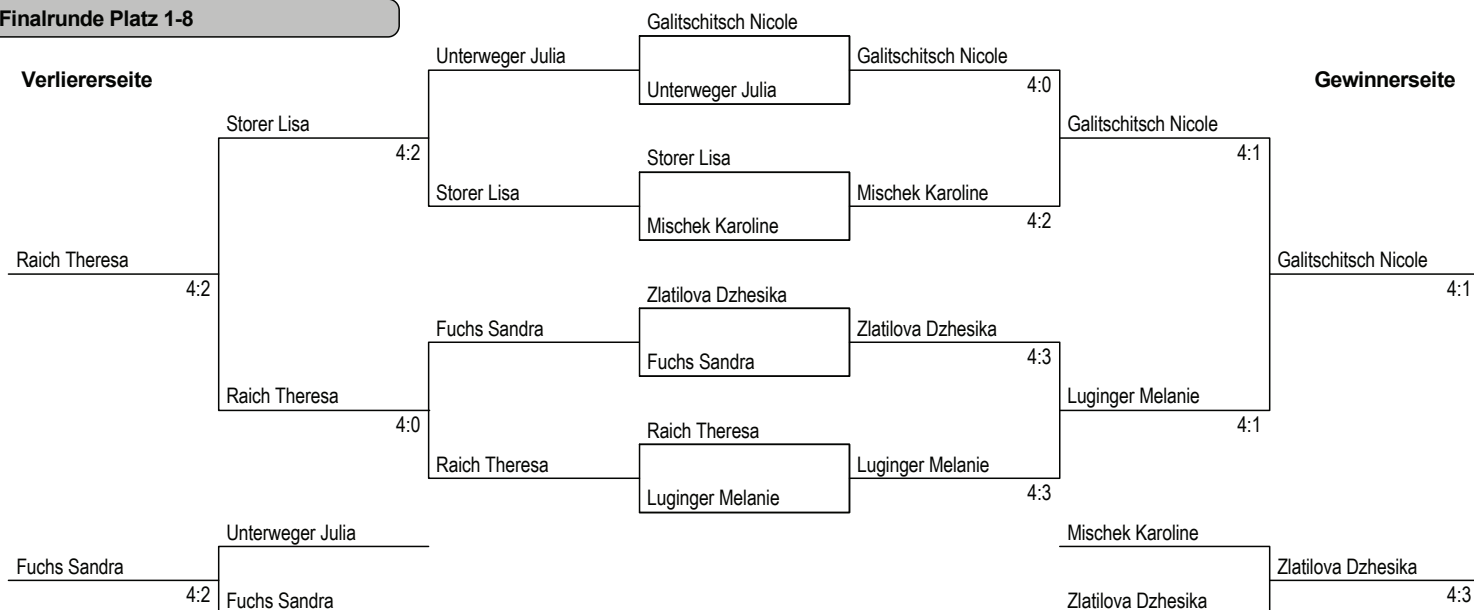 Finalrunde Platz 1-8
Verliererseite
Gewinnerseite
Galitschitsch Nicole
Unterweger Julia
Galitschitsch Nicole
Unterweger Julia
4:0
Storer Lisa
Galitschitsch Nicole
4:2
4:1
Storer Lisa
Storer Lisa
Mischek Karoline
Mischek Karoline
4:2
Raich Theresa
Galitschitsch Nicole
4:2
4:1
Zlatilova Dzhesika
Fuchs Sandra
Zlatilova Dzhesika
Fuchs Sandra
4:3
Raich Theresa
Luginger Melanie
4:0
4:1
Raich Theresa
Raich Theresa
Luginger Melanie
Luginger Melanie
4:3
Unterweger Julia
Mischek Karoline
Fuchs Sandra
Zlatilova Dzhesika
4:2
4:3
Fuchs Sandra
Zlatilova Dzhesika